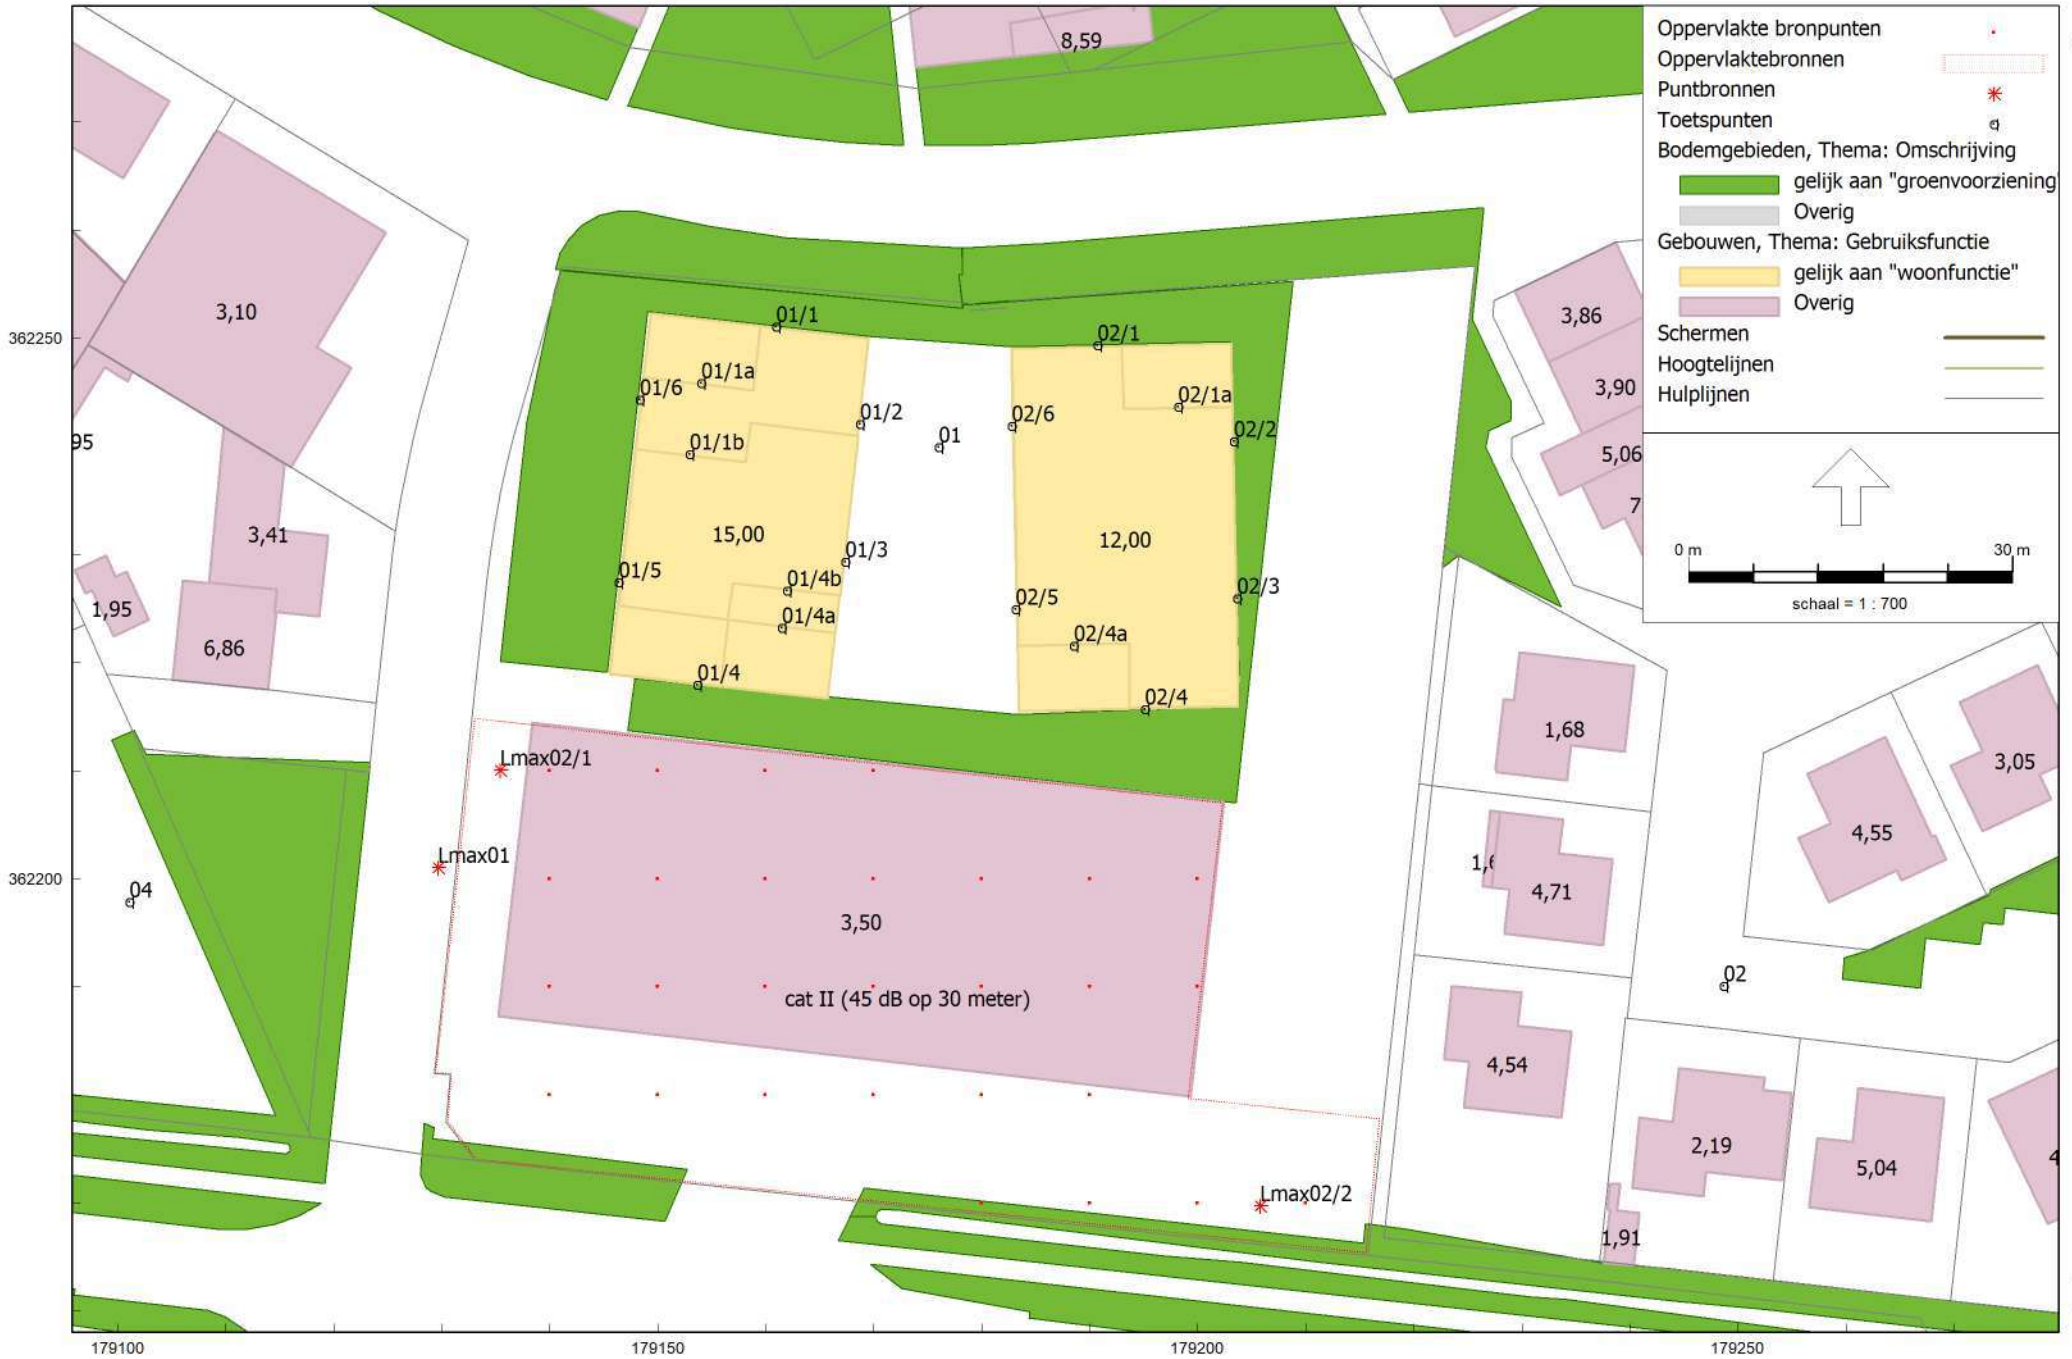 8,59
Oppervlakte bronpunten
Oppervlaktebronnen
Puntbronnen
Toetspunten
Bodemgebieden, Thema: Omschrijving
gelijk aan "groenvoorziening"
Overig
Gebouwen, Thema: Gebruiksfunctie
gelijk aan "woonfunctie"
Overig
Schermen
Hoogtelijnen
Hulplijnen
0 m 30 m
schaal = 1 : 700
3,10
362250
01/1
02/1
3,86
01/1a
01/6
3,90
02/1a
01/2
02/6
02/2
01
95
01/1b
5,06
7
3,41
15,00
12,00
01/3
01/5
01/4b
02/3
1,95
02/5
01/4a
02/4a
6,86
01/4
02/4
1,68
Lmax02/1
3,05
4,55
Lmax01
362200
04
4,71
3,50
02
cat II (45 dB op 30 meter)
4,54
2,19
5,04
4
Lmax02/2
1,91
179100 179150 179200 179250